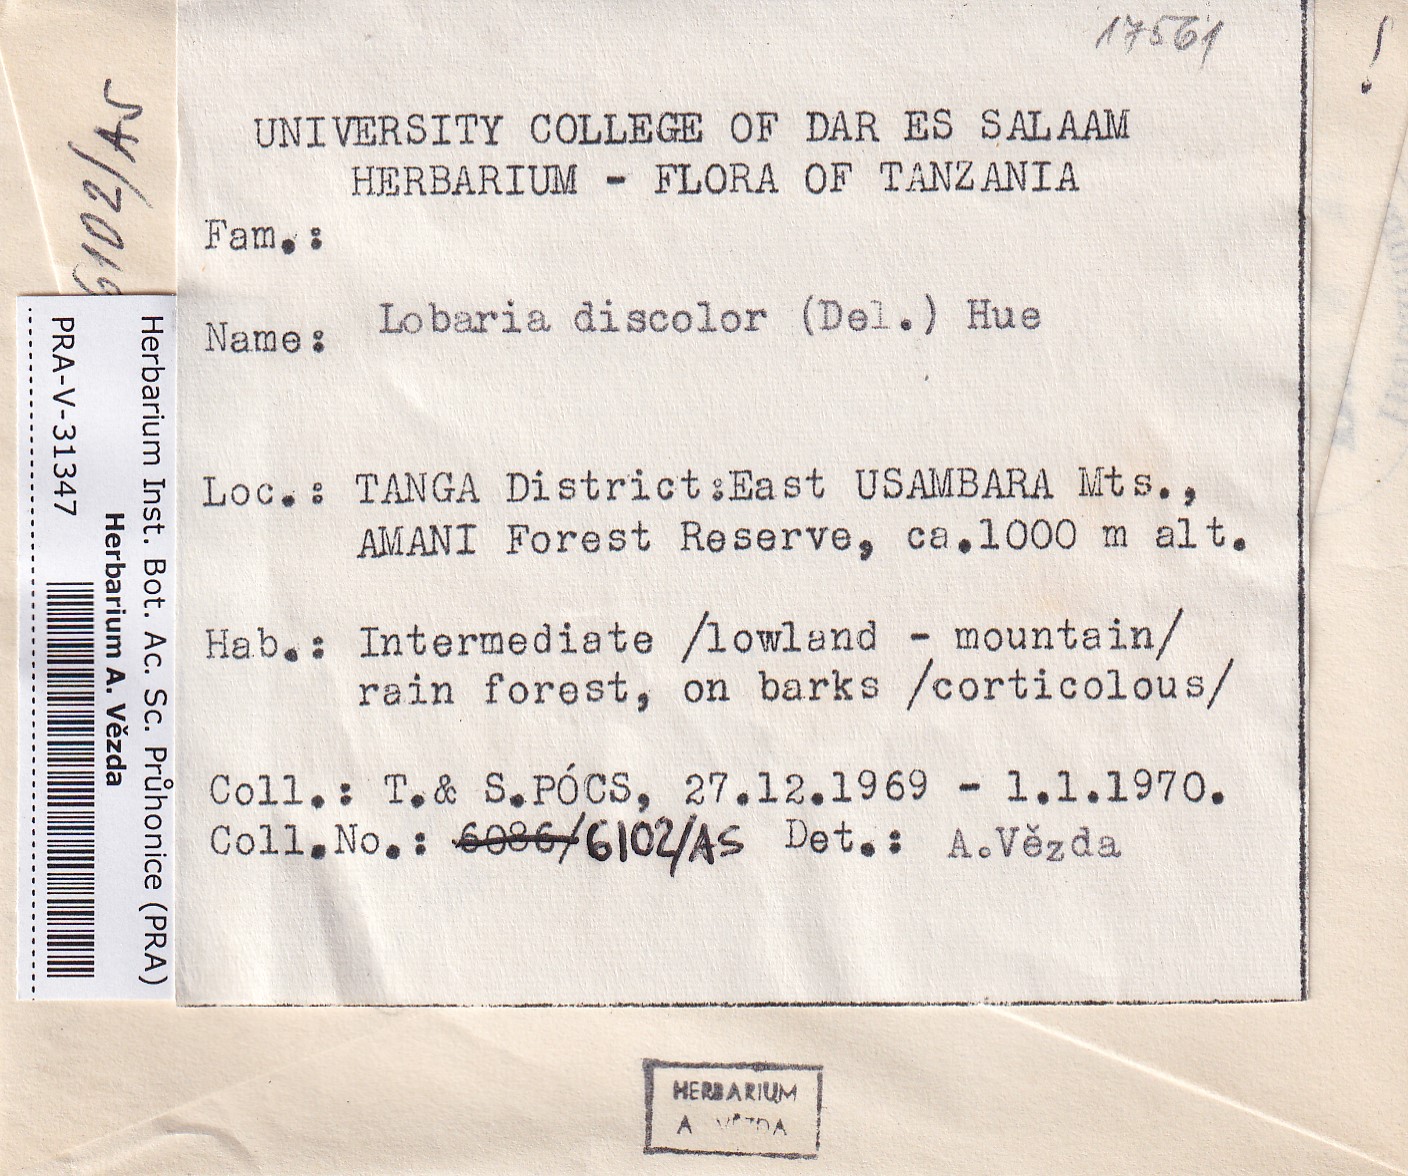 17561
!
UNIVERSITY COLLEGE OF DAR ES SALAAM
HERBARIUM - FLORA OF TANZANIA
Fam.:
Name: Lobaria discolor (Del.) Hue
Loc.: TANGA District:East USAMBARA Mts.,
AMANI Forest Reserve, ca.1000 m alt.
Hab.: Intermediate /lowland - mountain/
rain forest, on barks /corticolous/
Coll.: T.& S.PÓCS, 27.12.1969 - 1.1.1970.
Coll.No.: 6086/6102/AS Det.: A.Vězda
6102/AS
Herbarium Inst. Bot. Ac. Sc. Průhonice (PRA)
Herbarium A. Vězda
PRA-V-31347
HERBARIUM
A VĚZDA